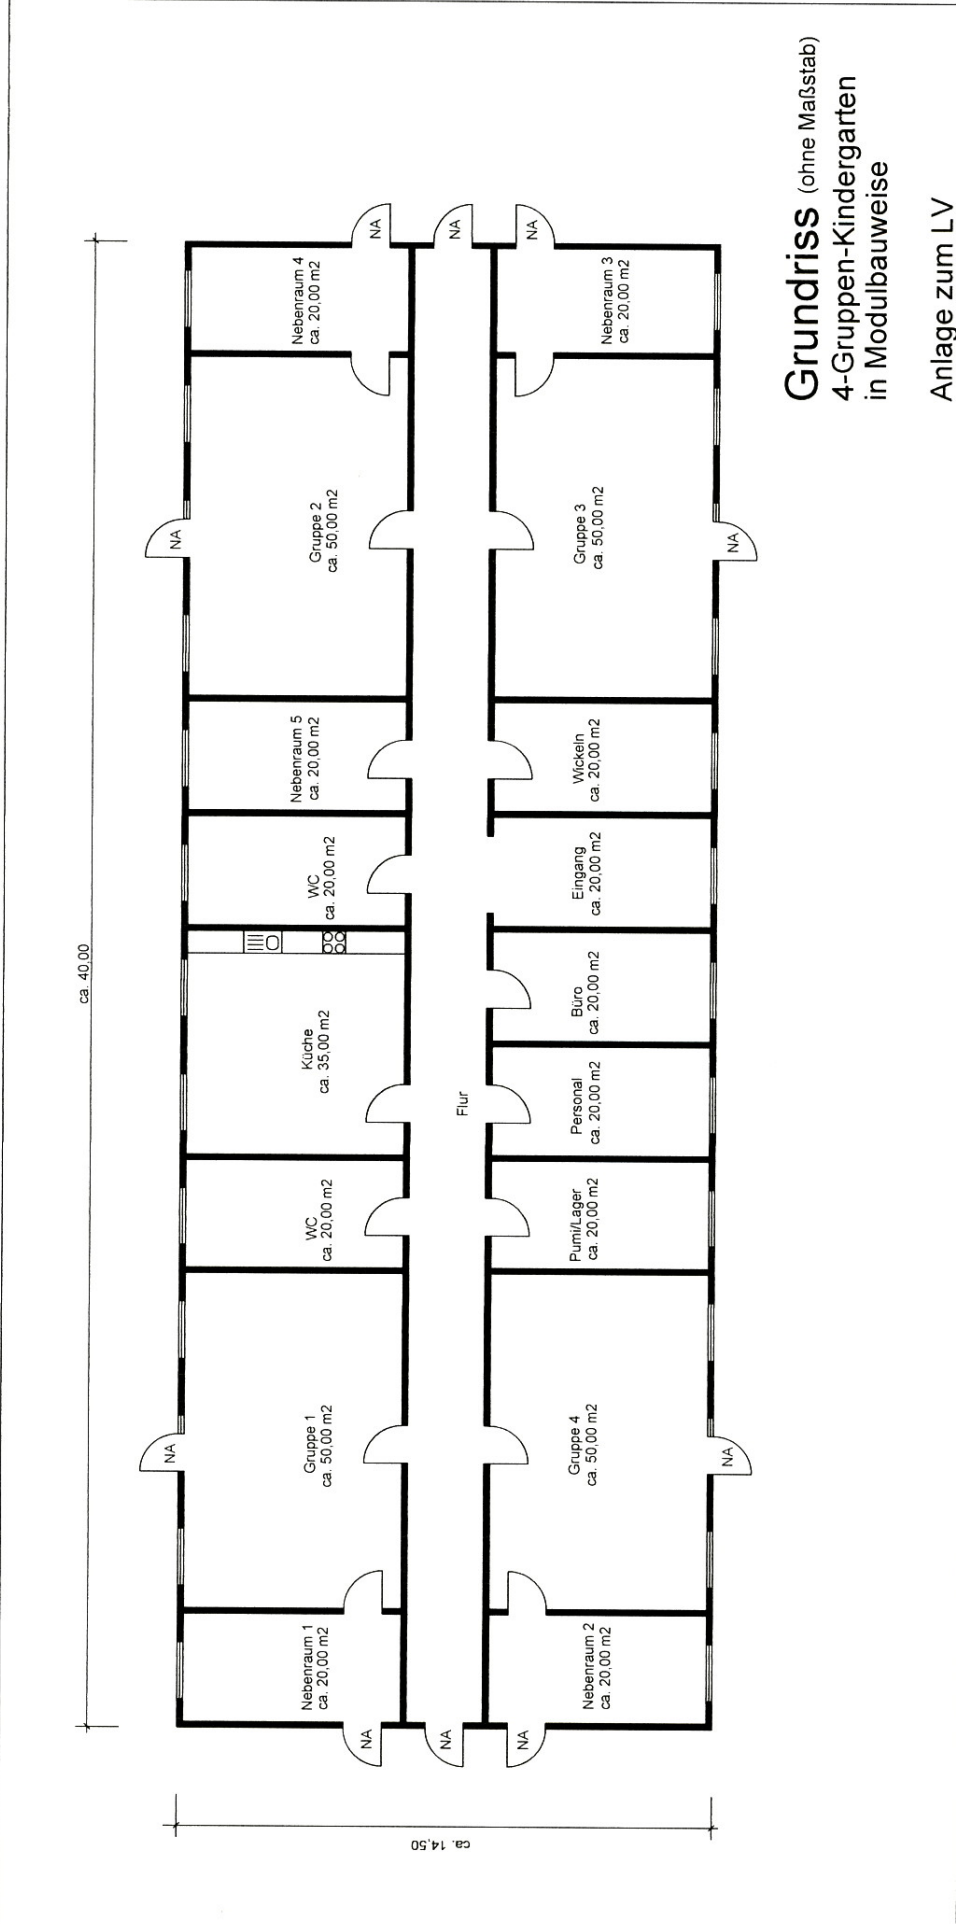 Grundriss (ohne Maßstab)
4-Gruppen-Kindergarten
in Modulbauweise
Anlage zum LV
ca. 40,00
ca. 14,50
NA
NA
Nebenraum 1
ca. 20,00 m2
Gruppe 1
ca. 50,00 m2
WC
ca. 20,00 m2
Küche
ca. 35,00 m2
WC
ca. 20,00 m2
Nebenraum 5
ca. 20,00 m2
Gruppe 2
ca. 50,00 m2
Nebenraum 4
ca. 20,00 m2
NA
NA
NA
Flur
NA
NA
Nebenraum 2
ca. 20,00 m2
Gruppe 4
ca. 50,00 m2
Pumi/Lager
ca. 20,00 m2
Personal
ca. 20,00 m2
Büro
ca. 20,00 m2
Eingang
ca. 20,00 m2
Wickeln
ca. 20,00 m2
Gruppe 3
ca. 50,00 m2
Nebenraum 3
ca. 20,00 m2
NA
NA
NA
NA